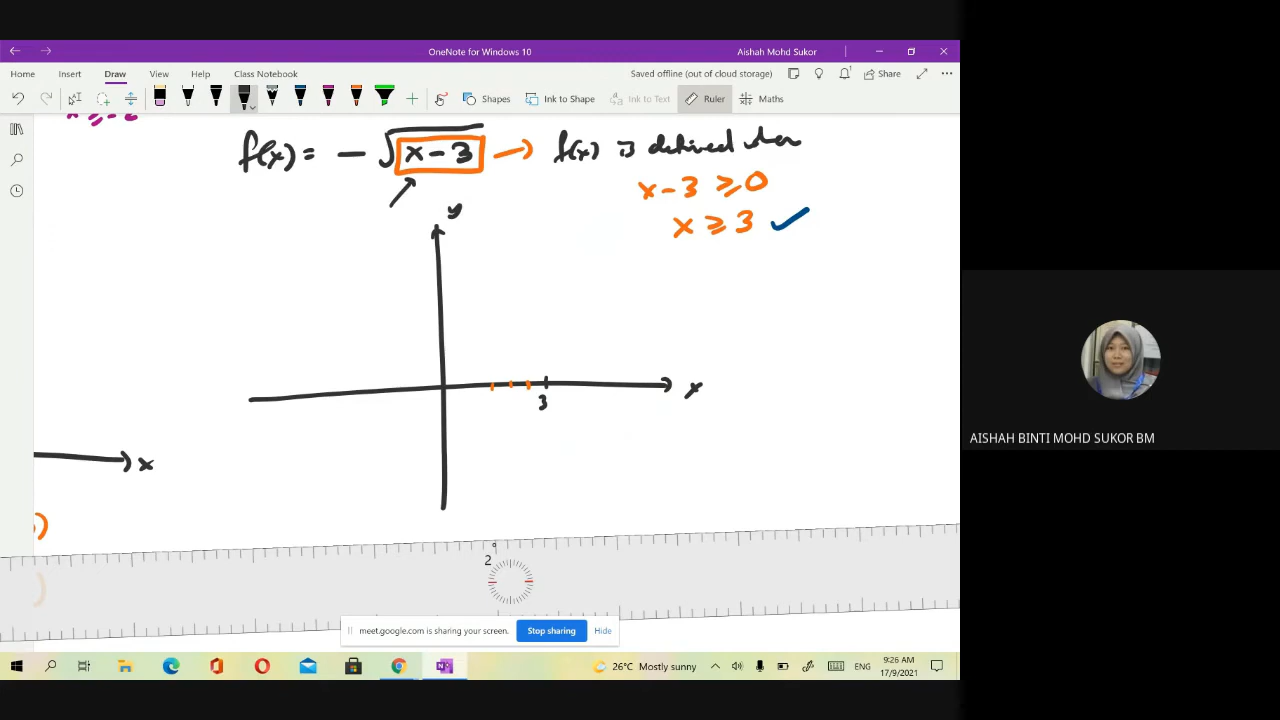 OneNote for Windows 10
Aishah Mohd Sukor
Home Insert Draw View Help Class Notebook
Saved offline (out of cloud storage) Share
Shapes Ink to Shape Ink to Text Ruler Maths
x ≥ -2
f(x) = - √x - 3 → f(x) is defined when
x - 3 ≥ 0
x ≥ 3 ✓
y
x
3
x
)
2°
meet.google.com is sharing your screen. Stop sharing Hide
26°C Mostly sunny ENG 9:26 AM
17/9/2021
AISHAH BINTI MOHD SUKOR BM